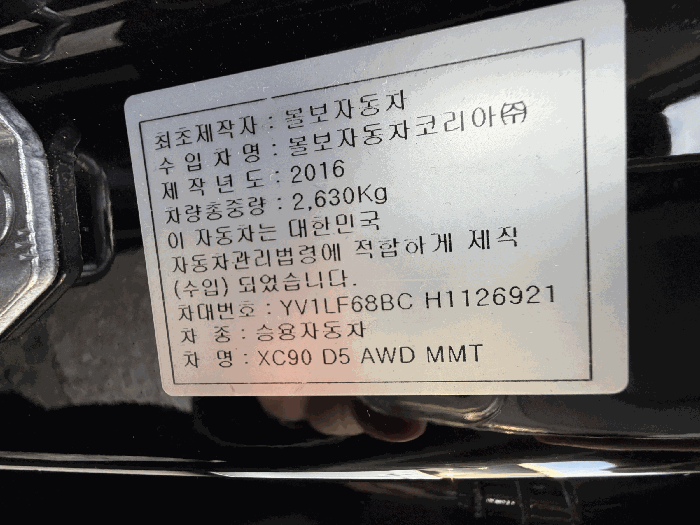 최초제작자 : 볼보자동차
수 입 차 명 : 볼보자동차코리아㈜
제 작 년 도 : 2016
차량총중량 : 2,630Kg
이 자동차는 대한민국
자동차관리법령에 적합하게 제작
(수입) 되었습니다.
차대번호 : YV1LF68BC H1126921
차 종 : 승용자동차
차 명 : XC90 D5 AWD MMT